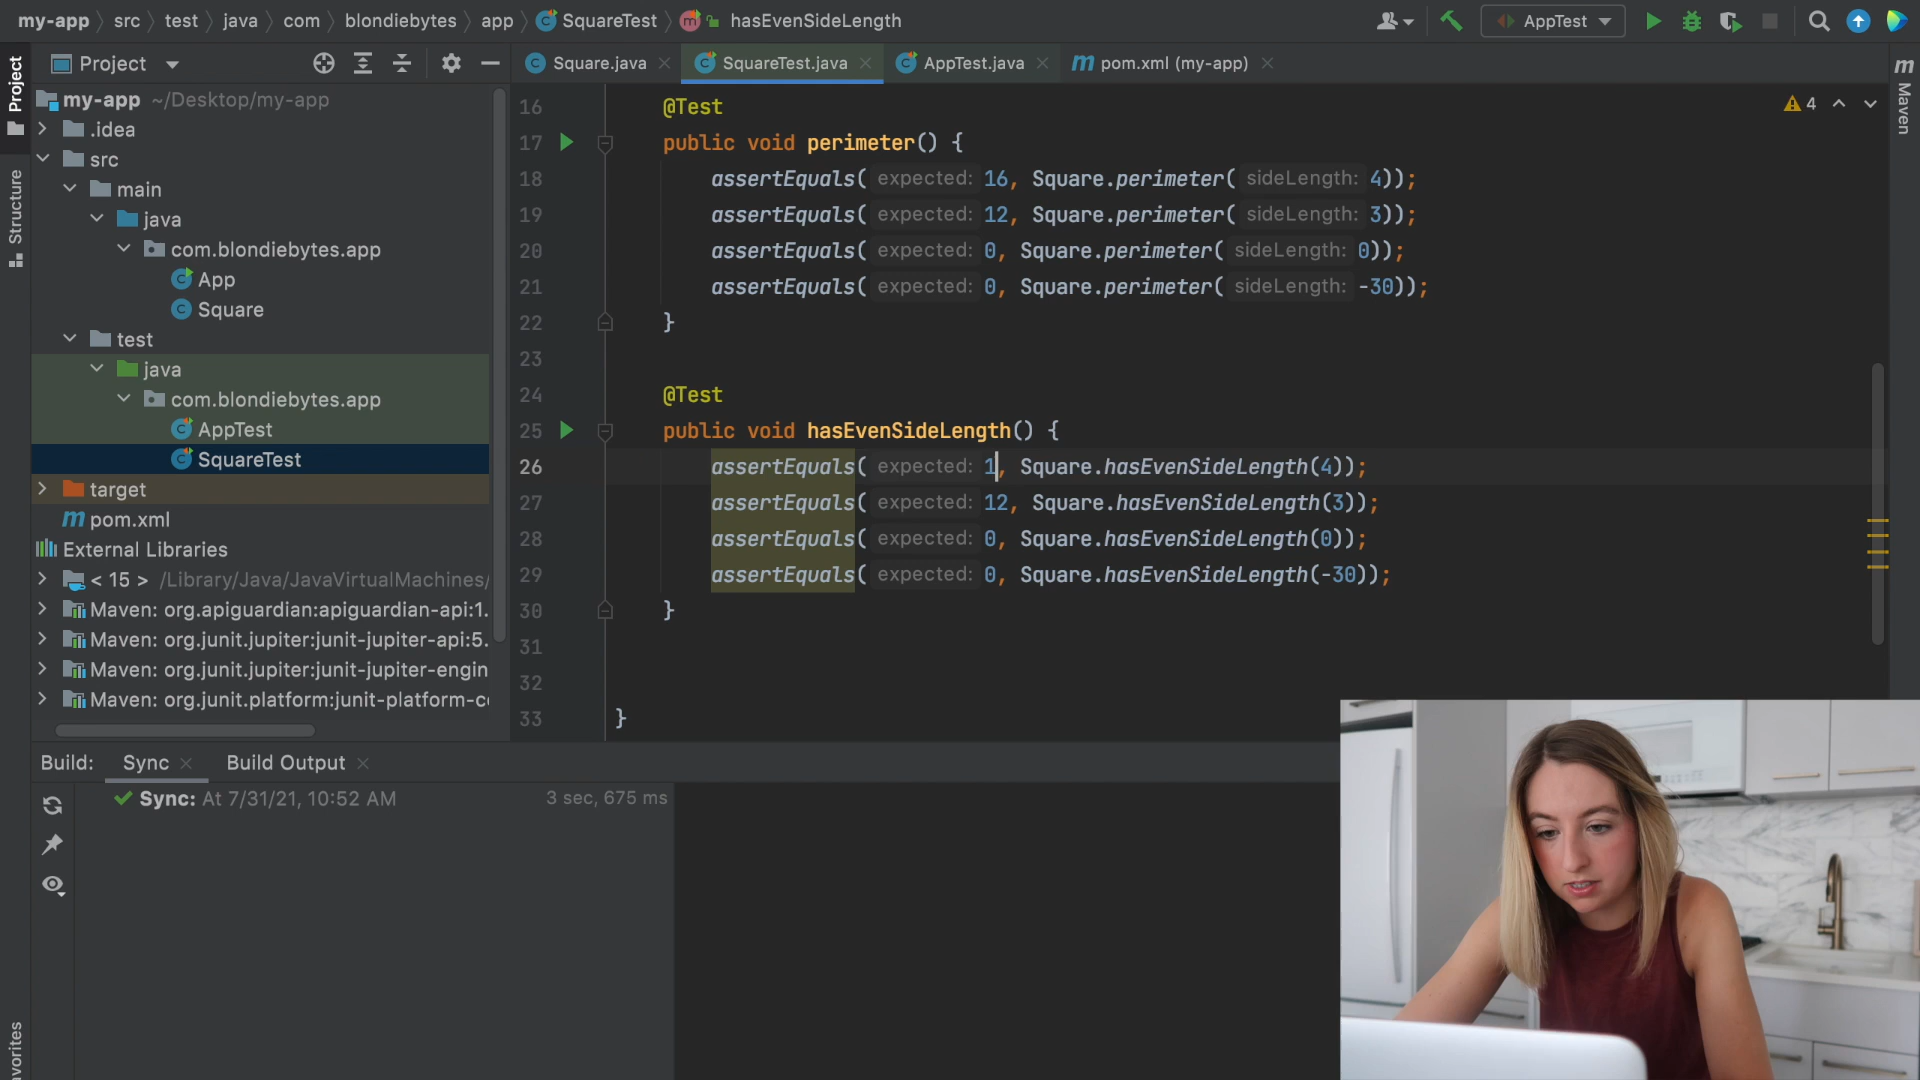 my-app src test java com blondiebytes app SquareTest m hasEvenSideLength
AppTest
Project
Square.java
SquareTest.java
AppTest.java
m pom.xml (my-app)
m
Maven
Project
Structure
my-app ~/Desktop/my-app
.idea
src
main
java
com.blondiebytes.app
App
Square
test
java
com.blondiebytes.app
AppTest
SquareTest
target
m pom.xml
External Libraries
< 15 > /Library/Java/JavaVirtualMachines/
Maven: org.apiguardian:apiguardian-api:1.
Maven: org.junit.jupiter:junit-jupiter-api:5.
Maven: org.junit.jupiter:junit-jupiter-engin
Maven: org.junit.platform:junit-platform-c
4
16 @Test
17 public void perimeter() {
18 assertEquals( expected: 16, Square.perimeter( sideLength: 4));
19 assertEquals( expected: 12, Square.perimeter( sideLength: 3));
20 assertEquals( expected: 0, Square.perimeter( sideLength: 0));
21 assertEquals( expected: 0, Square.perimeter( sideLength: -30));
22 }
23
24 @Test
25 public void hasEvenSideLength() {
26 assertEquals( expected: 1, Square.hasEvenSideLength(4));
27 assertEquals( expected: 12, Square.hasEvenSideLength(3));
28 assertEquals( expected: 0, Square.hasEvenSideLength(0));
29 assertEquals( expected: 0, Square.hasEvenSideLength(-30));
30 }
31
32
33 }
Build: Sync Build Output
Sync: At 7/31/21, 10:52 AM 3 sec, 675 ms
avorites